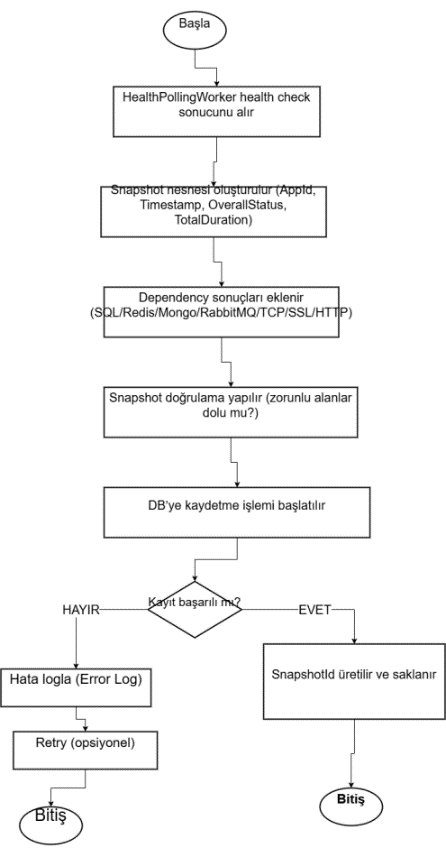 Başla
HealthPollingWorker health check
sonucunu alır
Snapshot nesnesi oluşturulur (AppId,
Timestamp, OverallStatus,
TotalDuration)
Dependency sonuçları eklenir
(SQL/Redis/Mongo/RabbitMQ/TCP/SSL/HTTP)
Snapshot doğrulama yapılır (zorunlu alanlar
dolu mu?)
DB'ye kaydetme işlemi başlatılır
Kayıt başarılı mı?
HAYIR
EVET
Hata logla (Error Log)
SnapshotId üretilir ve saklanır
Retry (opsiyonel)
Bitiş
Bitiş